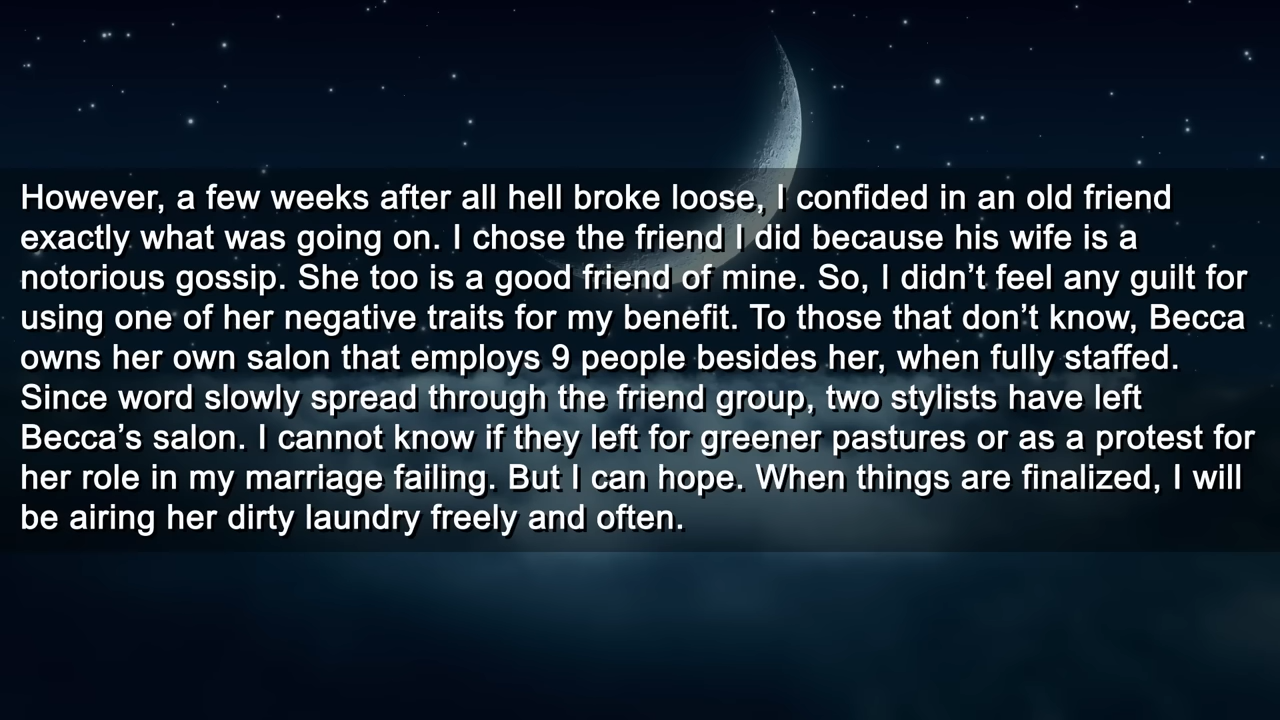 However, a few weeks after all hell broke loose, I confided in an old friend
exactly what was going on. I chose the friend I did because his wife is a
notorious gossip. She too is a good friend of mine. So, I didn’t feel any guilt for
using one of her negative traits for my benefit. To those that don’t know, Becca
owns her own salon that employs 9 people besides her, when fully staffed.
Since word slowly spread through the friend group, two stylists have left
Becca’s salon. I cannot know if they left for greener pastures or as a protest for
her role in my marriage failing. But I can hope. When things are finalized, I will
be airing her dirty laundry freely and often.